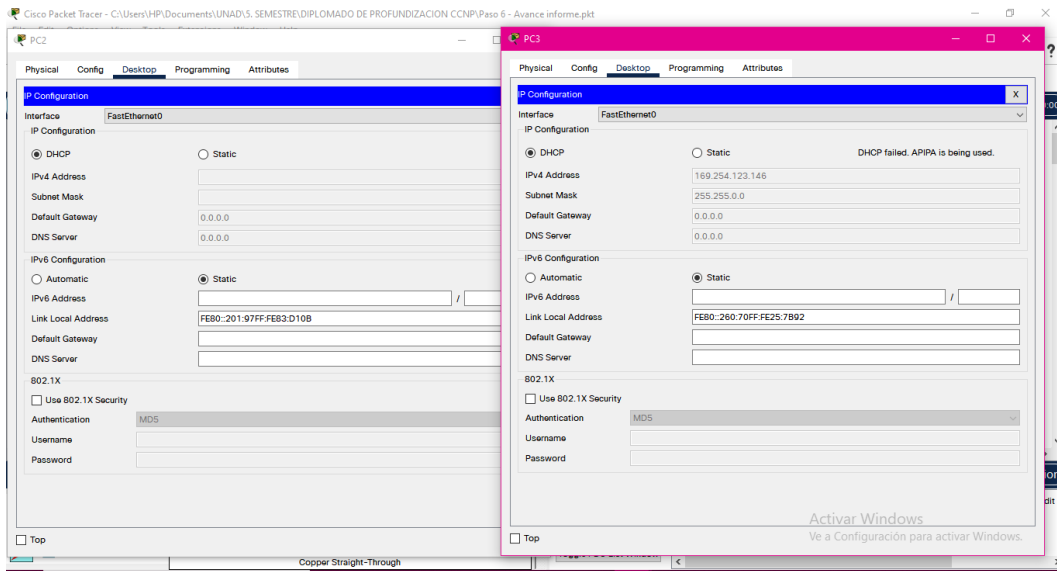 Cisco Packet Tracer - C:\Users\HP\Documents\UNAD\5. SEMESTRE\DIPLOMADO DE PROFUNDIZACION CCNP\Paso 6 - Avance informe.pkt
PC2
Physical Config Desktop Programming Attributes
IP Configuration
Interface FastEthernet0
IP Configuration
DHCP Static
IPv4 Address
Subnet Mask
Default Gateway 0.0.0.0
DNS Server 0.0.0.0
IPv6 Configuration
Automatic Static
IPv6 Address /
Link Local Address FE80::201:97FF:FE83:D10B
Default Gateway
DNS Server
802.1X
Use 802.1X Security
Authentication MD5
Username
Password
Top
PC3
Physical Config Desktop Programming Attributes
IP Configuration X
Interface FastEthernet0
IP Configuration
DHCP Static DHCP failed. APIPA is being used.
IPv4 Address 169.254.123.146
Subnet Mask 255.255.0.0
Default Gateway 0.0.0.0
DNS Server 0.0.0.0
IPv6 Configuration
Automatic Static
IPv6 Address /
Link Local Address FE80::260:70FF:FE25:7B92
Default Gateway
DNS Server
802.1X
Use 802.1X Security
Authentication MD5
Username
Password
Top
Activar Windows
Ve a Configuración para activar Windows.
Copper Straight-Through
?